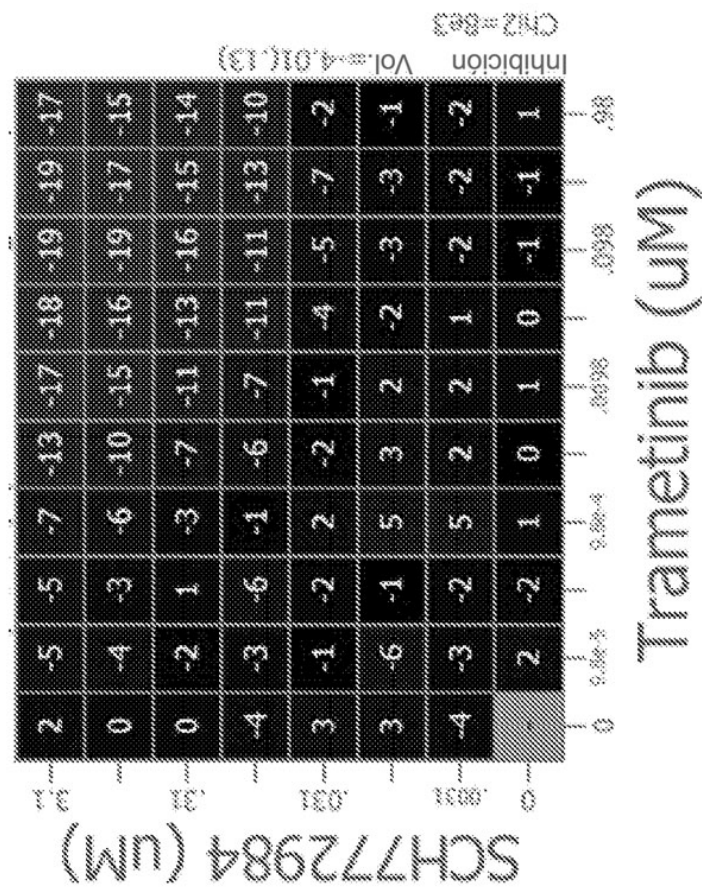 SCH772984 (uM)
3.1 2 -5 -5 -7 -13 -17 -18 -19 -19 -17
0 -4 -3 -6 -10 -15 -16 -19 -17 -15
.31 0 -2 1 -3 -7 -11 -13 -16 -15 -14
-4 -3 -6 -1 -6 -7 -11 -11 -13 -10
.031 3 -1 -2 2 -2 -1 -4 -5 -7 -2
3 -6 -1 5 3 2 -2 -3 -3 -1
.0031 -4 -3 -2 5 2 2 1 -2 -2 -2
0 - 2 -2 1 0 1 0 -1 -1 1
0 9.8e-5 9.8e-4 .0098 .098 .98
Trametinib (uM)
Inhibición Vol.=-4.01(.13)
Chi2=8e3